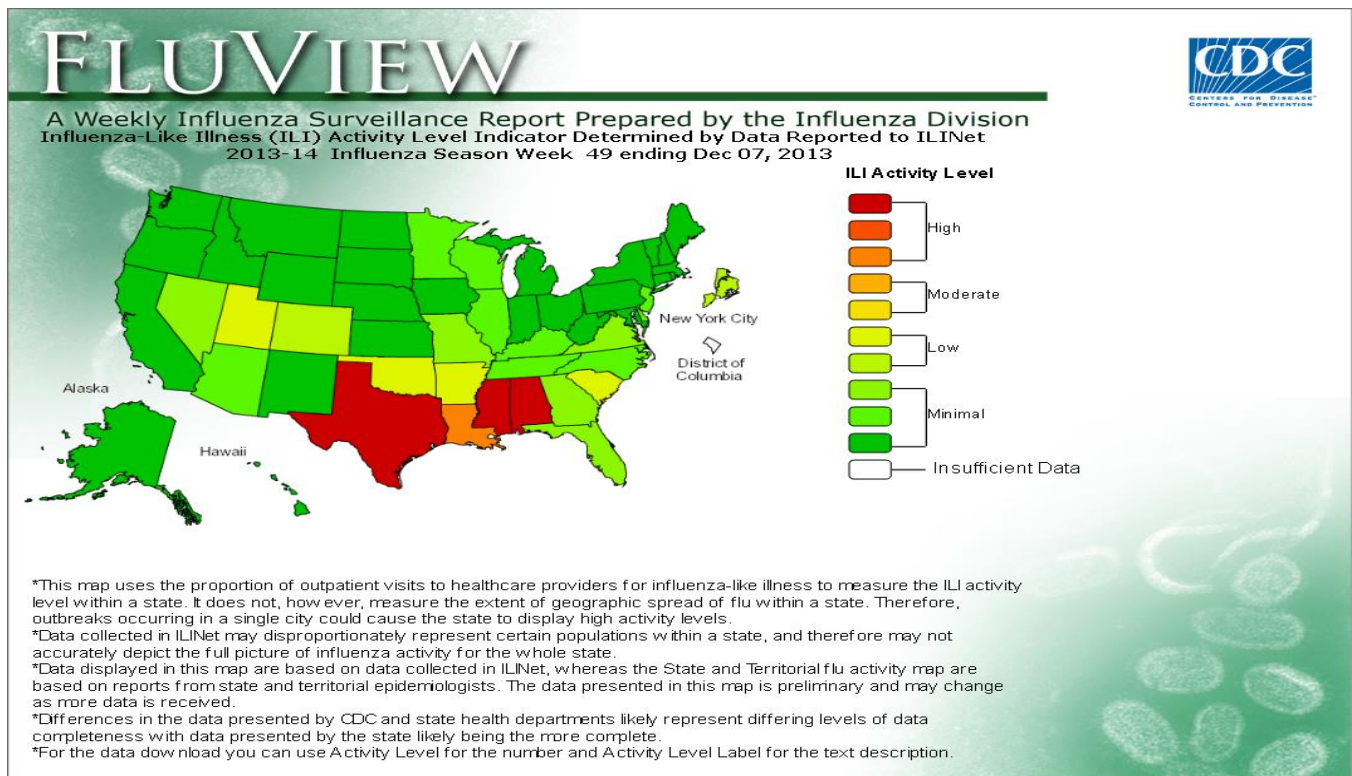 FLUVIEW
CDC
CENTERS FOR DISEASE™
CONTROL AND PREVENTION
A Weekly Influenza Surveillance Report Prepared by the Influenza Division
Influenza-Like Illness (ILI) Activity Level Indicator Determined by Data Reported to ILINet
2013-14 Influenza Season Week 49 ending Dec 07, 2013
ILI Activity Level
High
Moderate
Low
Minimal
Insufficient Data
New York City
District of
Columbia
Alaska
Hawaii
*This map uses the proportion of outpatient visits to healthcare providers for influenza-like illness to measure the ILI activity
level within a state. It does not, however, measure the extent of geographic spread of flu within a state. Therefore,
outbreaks occurring in a single city could cause the state to display high activity levels.
*Data collected in ILINet may disproportionately represent certain populations within a state, and therefore may not
accurately depict the full picture of influenza activity for the whole state.
*Data displayed in this map are based on data collected in ILINet, whereas the State and Territorial flu activity map are
based on reports from state and territorial epidemiologists. The data presented in this map is preliminary and may change
as more data is received.
*Differences in the data presented by CDC and state health departments likely represent differing levels of data
completeness with data presented by the state likely being the more complete.
*For the data download you can use Activity Level for the number and Activity Level Label for the text description.